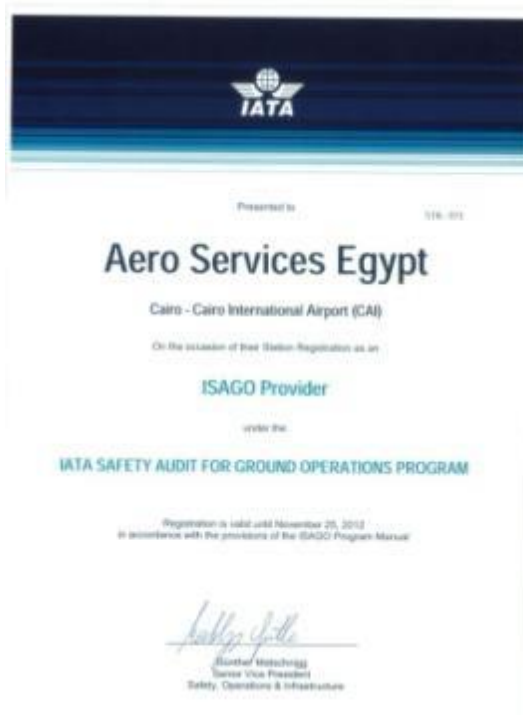 IATA
Presented to
Aero Services Egypt
Cairo - Cairo International Airport (CAI)
On the occasion of their Station Registration as an
ISAGO Provider
under the
IATA SAFETY AUDIT FOR GROUND OPERATIONS PROGRAM
Registration is valid until November 25, 2012
in accordance with the provisions of the ISAGO Program Manual
Günther Matschnigg
Senior Vice President
Safety, Operations & Infrastructure